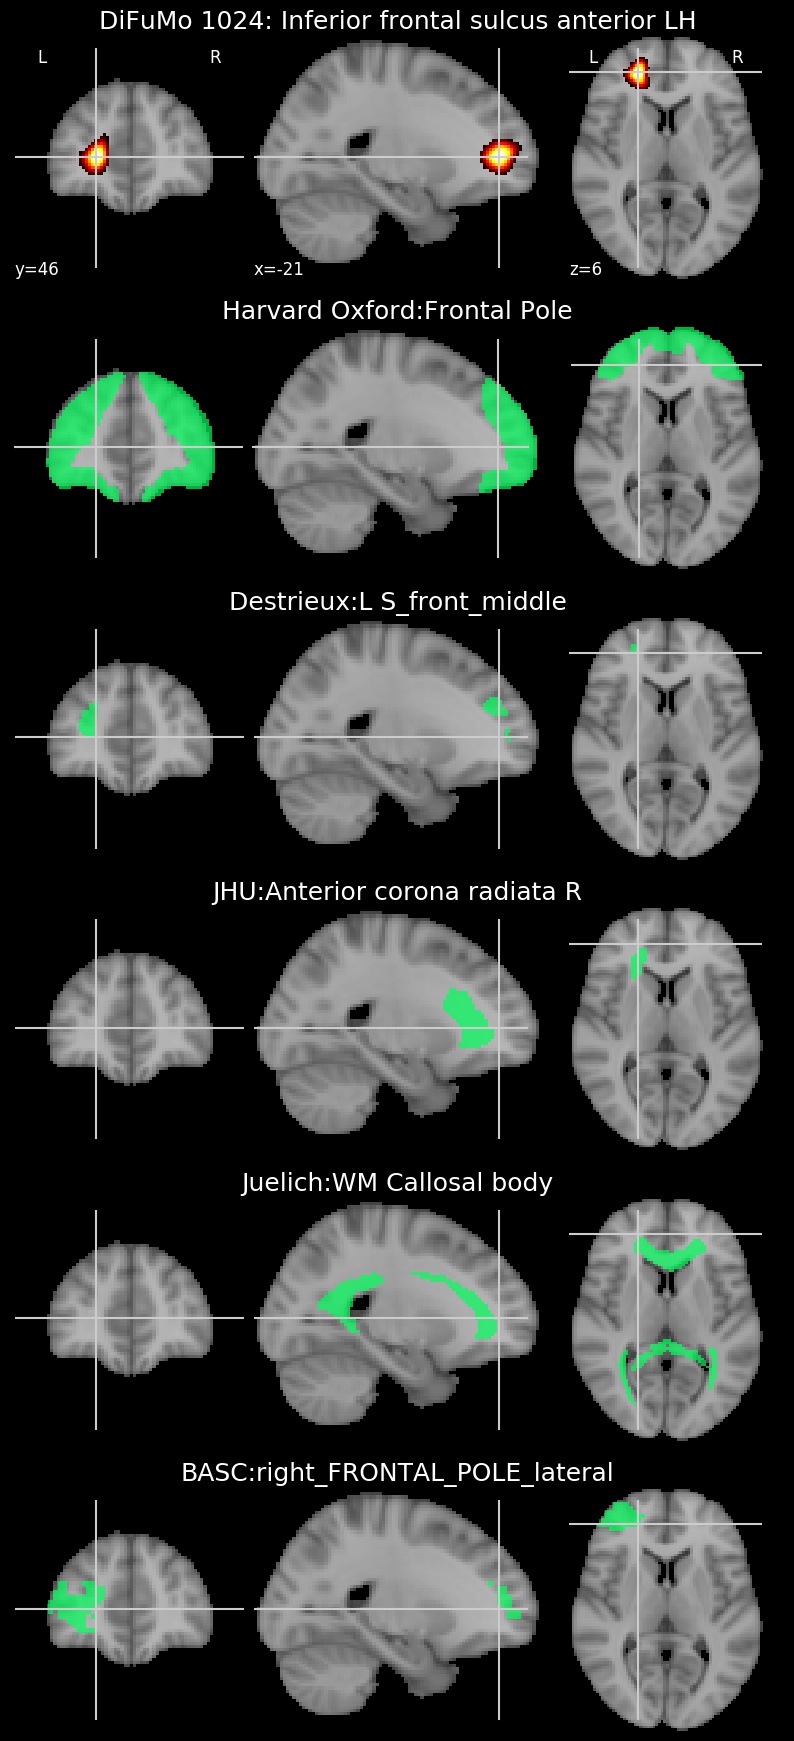 DiFuMo 1024: Inferior frontal sulcus anterior LH
L R L R
y=46 x=-21 z=6
Harvard Oxford:Frontal Pole
Destrieux:L S_front_middle
JHU:Anterior corona radiata R
Juelich:WM Callosal body
BASC:right_FRONTAL_POLE_lateral